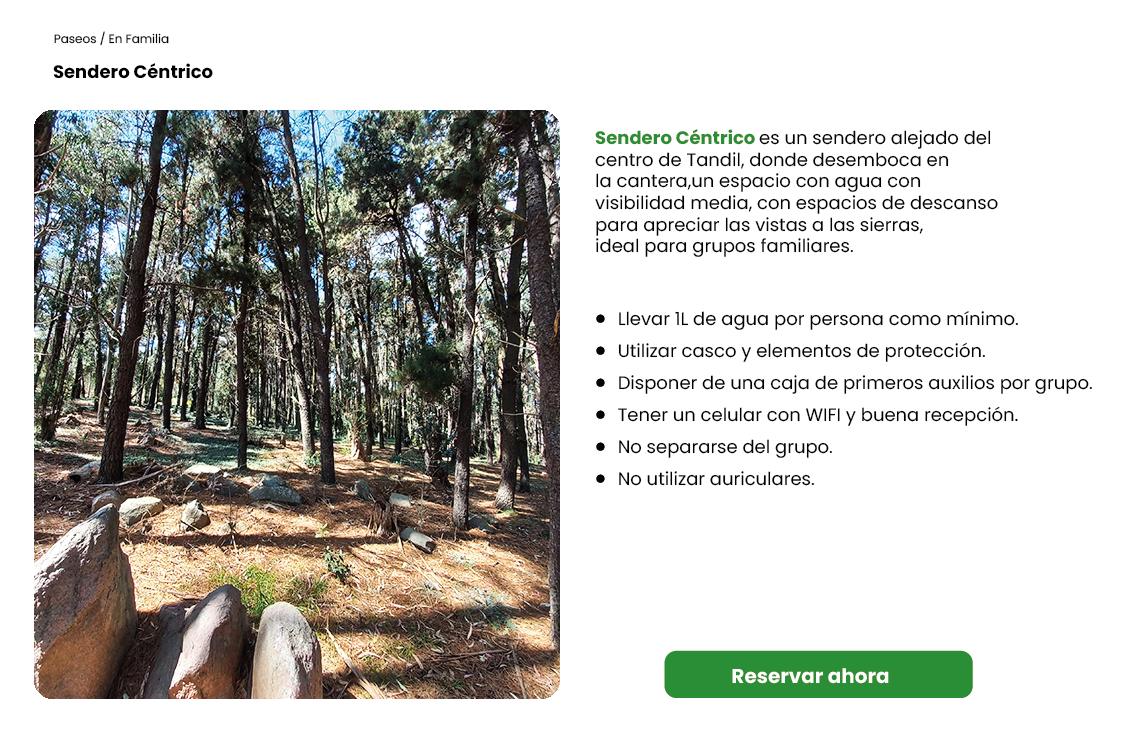 Paseos / En Familia
Sendero Céntrico
Sendero Céntrico es un sendero alejado del
centro de Tandil, donde desemboca en
la cantera,un espacio con agua con
visibilidad media, con espacios de descanso
para apreciar las vistas a las sierras,
ideal para grupos familiares.
● Llevar 1L de agua por persona como mínimo.
● Utilizar casco y elementos de protección.
● Disponer de una caja de primeros auxilios por grupo.
● Tener un celular con WIFI y buena recepción.
● No separarse del grupo.
● No utilizar auriculares.
Reservar ahora